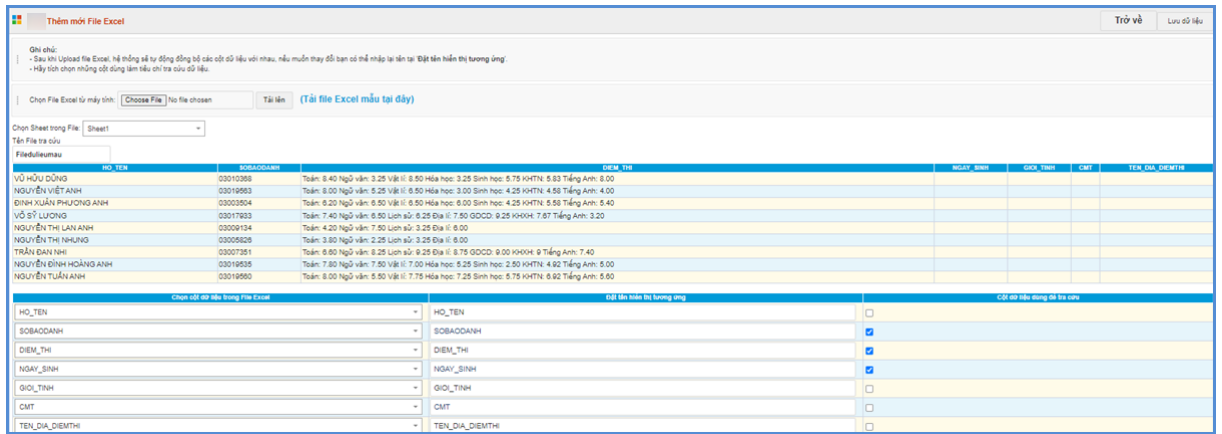 Thêm mới File Excel
Trở về
Lưu dữ liệu
Ghi chú:
- Sau khi Upload file Excel, hệ thống sẽ tự động đồng bộ các cột dữ liệu với nhau, nếu muốn thay đổi bạn có thể nhập lại tên tại 'Đặt tên hiển thị tương ứng'.
- Hãy tích chọn những cột dùng làm tiêu chí tra cứu dữ liệu.
Chọn File Excel từ máy tính: Choose File No file chosen Tải lên (Tải file Excel mẫu tại đây)
Chọn Sheet trong File: Sheet1
Tên File tra cứu
Filedulieumau
HO_TEN SOBAODANH DIEM_THI NGAY_SINH GIOI_TINH CMT TEN_DIA_DIEMTHI
VŨ HỮU DŨNG 03010368 Toán: 8.40 Ngữ văn: 3.25 Vật lí: 8.50 Hóa học: 3.25 Sinh học: 5.75 KHTN: 5.83 Tiếng Anh: 8.00
NGUYỄN VIỆT ANH 03019563 Toán: 8.00 Ngữ văn: 5.25 Vật lí: 6.50 Hóa học: 3.00 Sinh học: 4.25 KHTN: 4.58 Tiếng Anh: 4.00
ĐINH XUÂN PHƯƠNG ANH 03003504 Toán: 6.20 Ngữ văn: 6.50 Vật lí: 6.50 Hóa học: 6.00 Sinh học: 4.25 KHTN: 5.58 Tiếng Anh: 5.40
VÕ SỸ LƯƠNG 03017933 Toán: 7.40 Ngữ văn: 6.50 Lịch sử: 6.25 Địa lí: 7.50 GDCD: 9.25 KHXH: 7.67 Tiếng Anh: 3.20
NGUYỄN THỊ LAN ANH 03009134 Toán: 4.20 Ngữ văn: 7.50 Lịch sử: 3.25 Địa lí: 6.00
NGUYỄN THỊ NHUNG 03005826 Toán: 3.80 Ngữ văn: 2.25 Lịch sử: 3.25 Địa lí: 6.00
TRẦN ĐAN NHI 03007351 Toán: 6.60 Ngữ văn: 8.25 Lịch sử: 9.25 Địa lí: 8.75 GDCD: 9.00 KHXH: 9 Tiếng Anh: 7.40
NGUYỄN ĐÌNH HOÀNG ANH 03019535 Toán: 7.80 Ngữ văn: 7.50 Vật lí: 7.00 Hóa học: 5.25 Sinh học: 2.50 KHTN: 4.92 Tiếng Anh: 5.00
NGUYỄN TUẤN ANH 03019560 Toán: 8.00 Ngữ văn: 5.50 Vật lí: 7.75 Hóa học: 7.25 Sinh học: 5.75 KHTN: 6.92 Tiếng Anh: 5.60
Chọn cột dữ liệu trong File Excel Đặt tên hiển thị tương ứng Cột dữ liệu dùng để tra cứu
HO_TEN HO_TEN
SOBAODANH SOBAODANH
DIEM_THI DIEM_THI
NGAY_SINH NGAY_SINH
GIOI_TINH GIOI_TINH
CMT CMT
TEN_DIA_DIEMTHI TEN_DIA_DIEMTHI